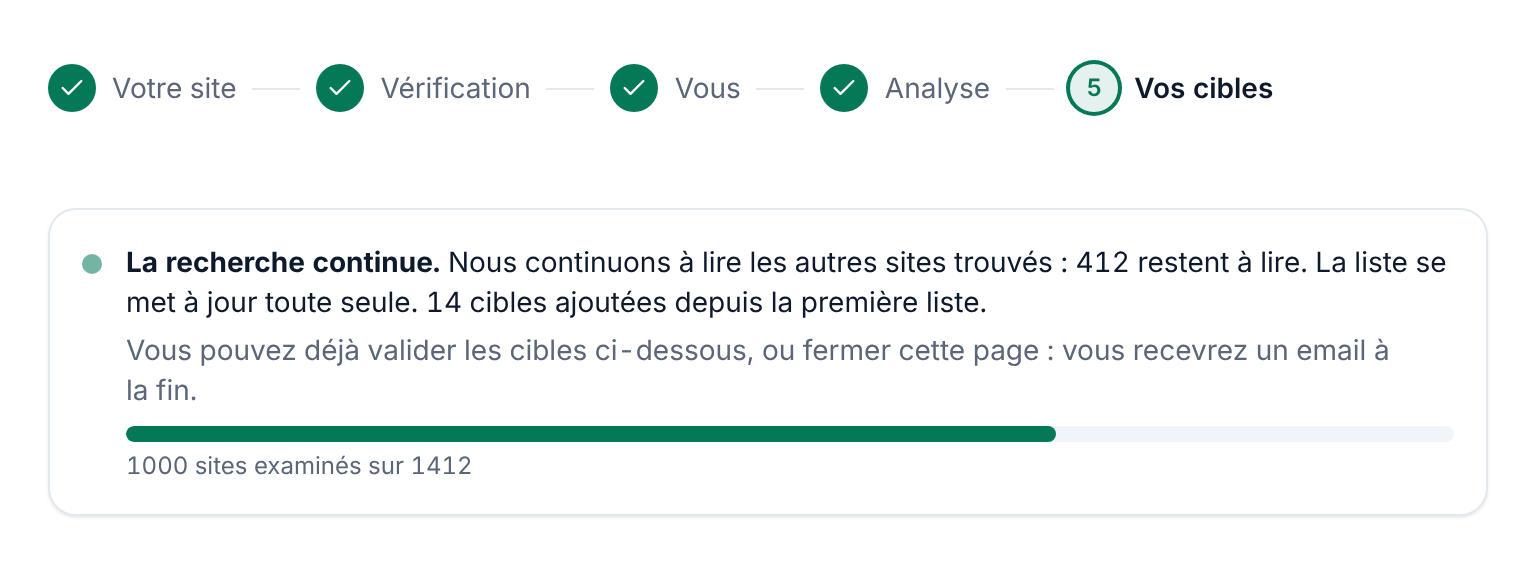 Votre site
Vérification
Vous
Analyse
5 Vos cibles
La recherche continue. Nous continuons à lire les autres sites trouvés : 412 restent à lire. La liste se
met à jour toute seule. 14 cibles ajoutées depuis la première liste.
Vous pouvez déjà valider les cibles ci-dessous, ou fermer cette page : vous recevrez un email à
la fin.
1000 sites examinés sur 1412